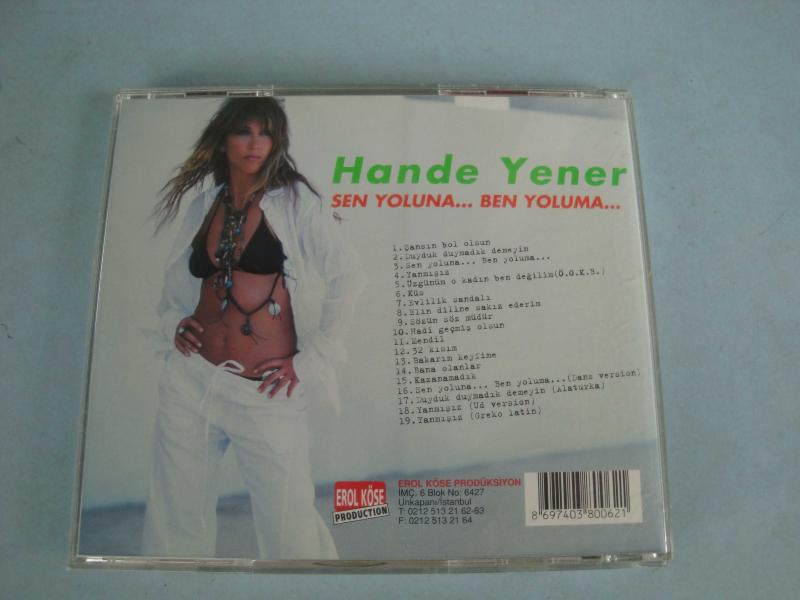 Hande Yener
SEN YOLUNA... BEN YOLUMA...
1.Şansın bol olsun
2.Duyduk duymadık demeyin
3.Sen yoluna... Ben yoluma...
4.Yanmışız
5.Üzgünüm o kadın ben değilim(Ü.O.K.B.)
6.Küs
7.Evlilik sandalı
8.Elin diline sakız ederim
9.Sözün söz müdür
10.Hadi geçmiş olsun
11.Mendil
12.32 kısım
13.Bakarım keyfime
14.Bana olanlar
15.Kazanamadık
16.Sen yoluna... Ben yoluma...(Dans version)
17.Duyduk duymadık demeyin (Alaturka)
18.Yanmışız (Ud version)
19.Yanmışız (Greko latin)
EROL KÖSE
PRODUCTION
EROL KÖSE PRODÜKSİYON
İMÇ. 6 Blok No: 6427
Unkapanı/İstanbul
T: 0212 513 21 62-63
F: 0212 513 21 64
8 697403 800621